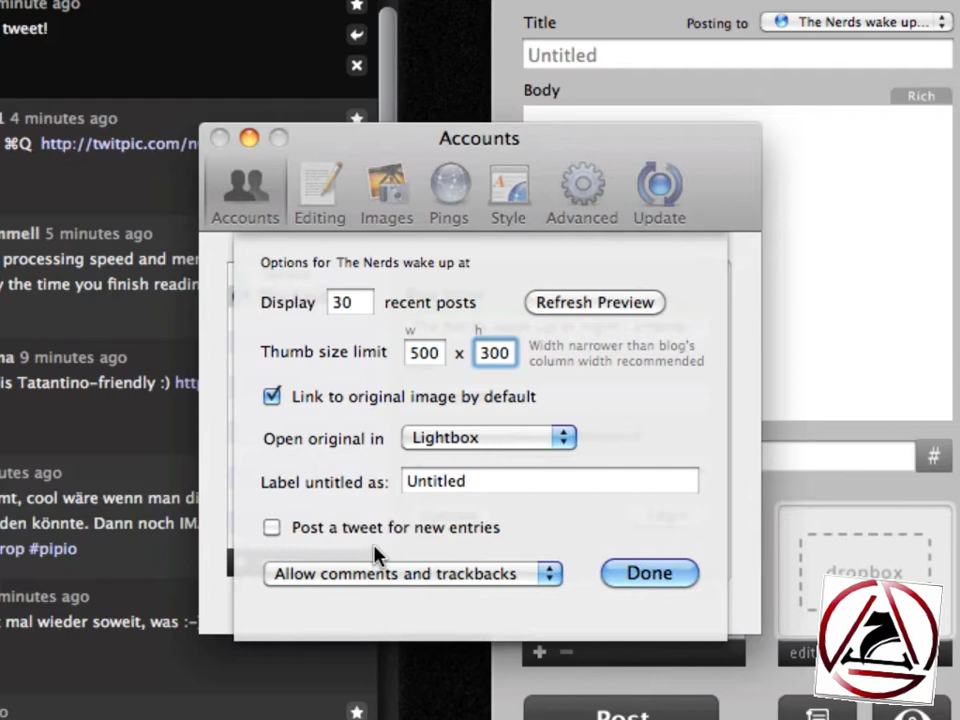 minute ago
tweet!
Title
Posting to
The Nerds wake up...
Untitled
Body
Rich
4 minutes ago
⌘Q http://twitpic.com/n
mmell 5 minutes ago
processing speed and me
y the time you finish readin
na 9 minutes ago
is Tatantino-friendly :) http
utes ago
mt, cool wäre wenn man di
den könnte. Dann noch IM
rop #pipio
minutes ago
t mal wieder soweit, was :-
Accounts
Accounts
Editing
Images
Pings
Style
Advanced
Update
Options for The Nerds wake up at
Display 30 recent posts
Refresh Preview
w
h
Thumb size limit 500 x 300
Width narrower than blog's
column width recommended
Link to original image by default
Open original in Lightbox
Label untitled as: Untitled
Post a tweet for new entries
Allow comments and trackbacks
Done
#
dropbox
edit
Post